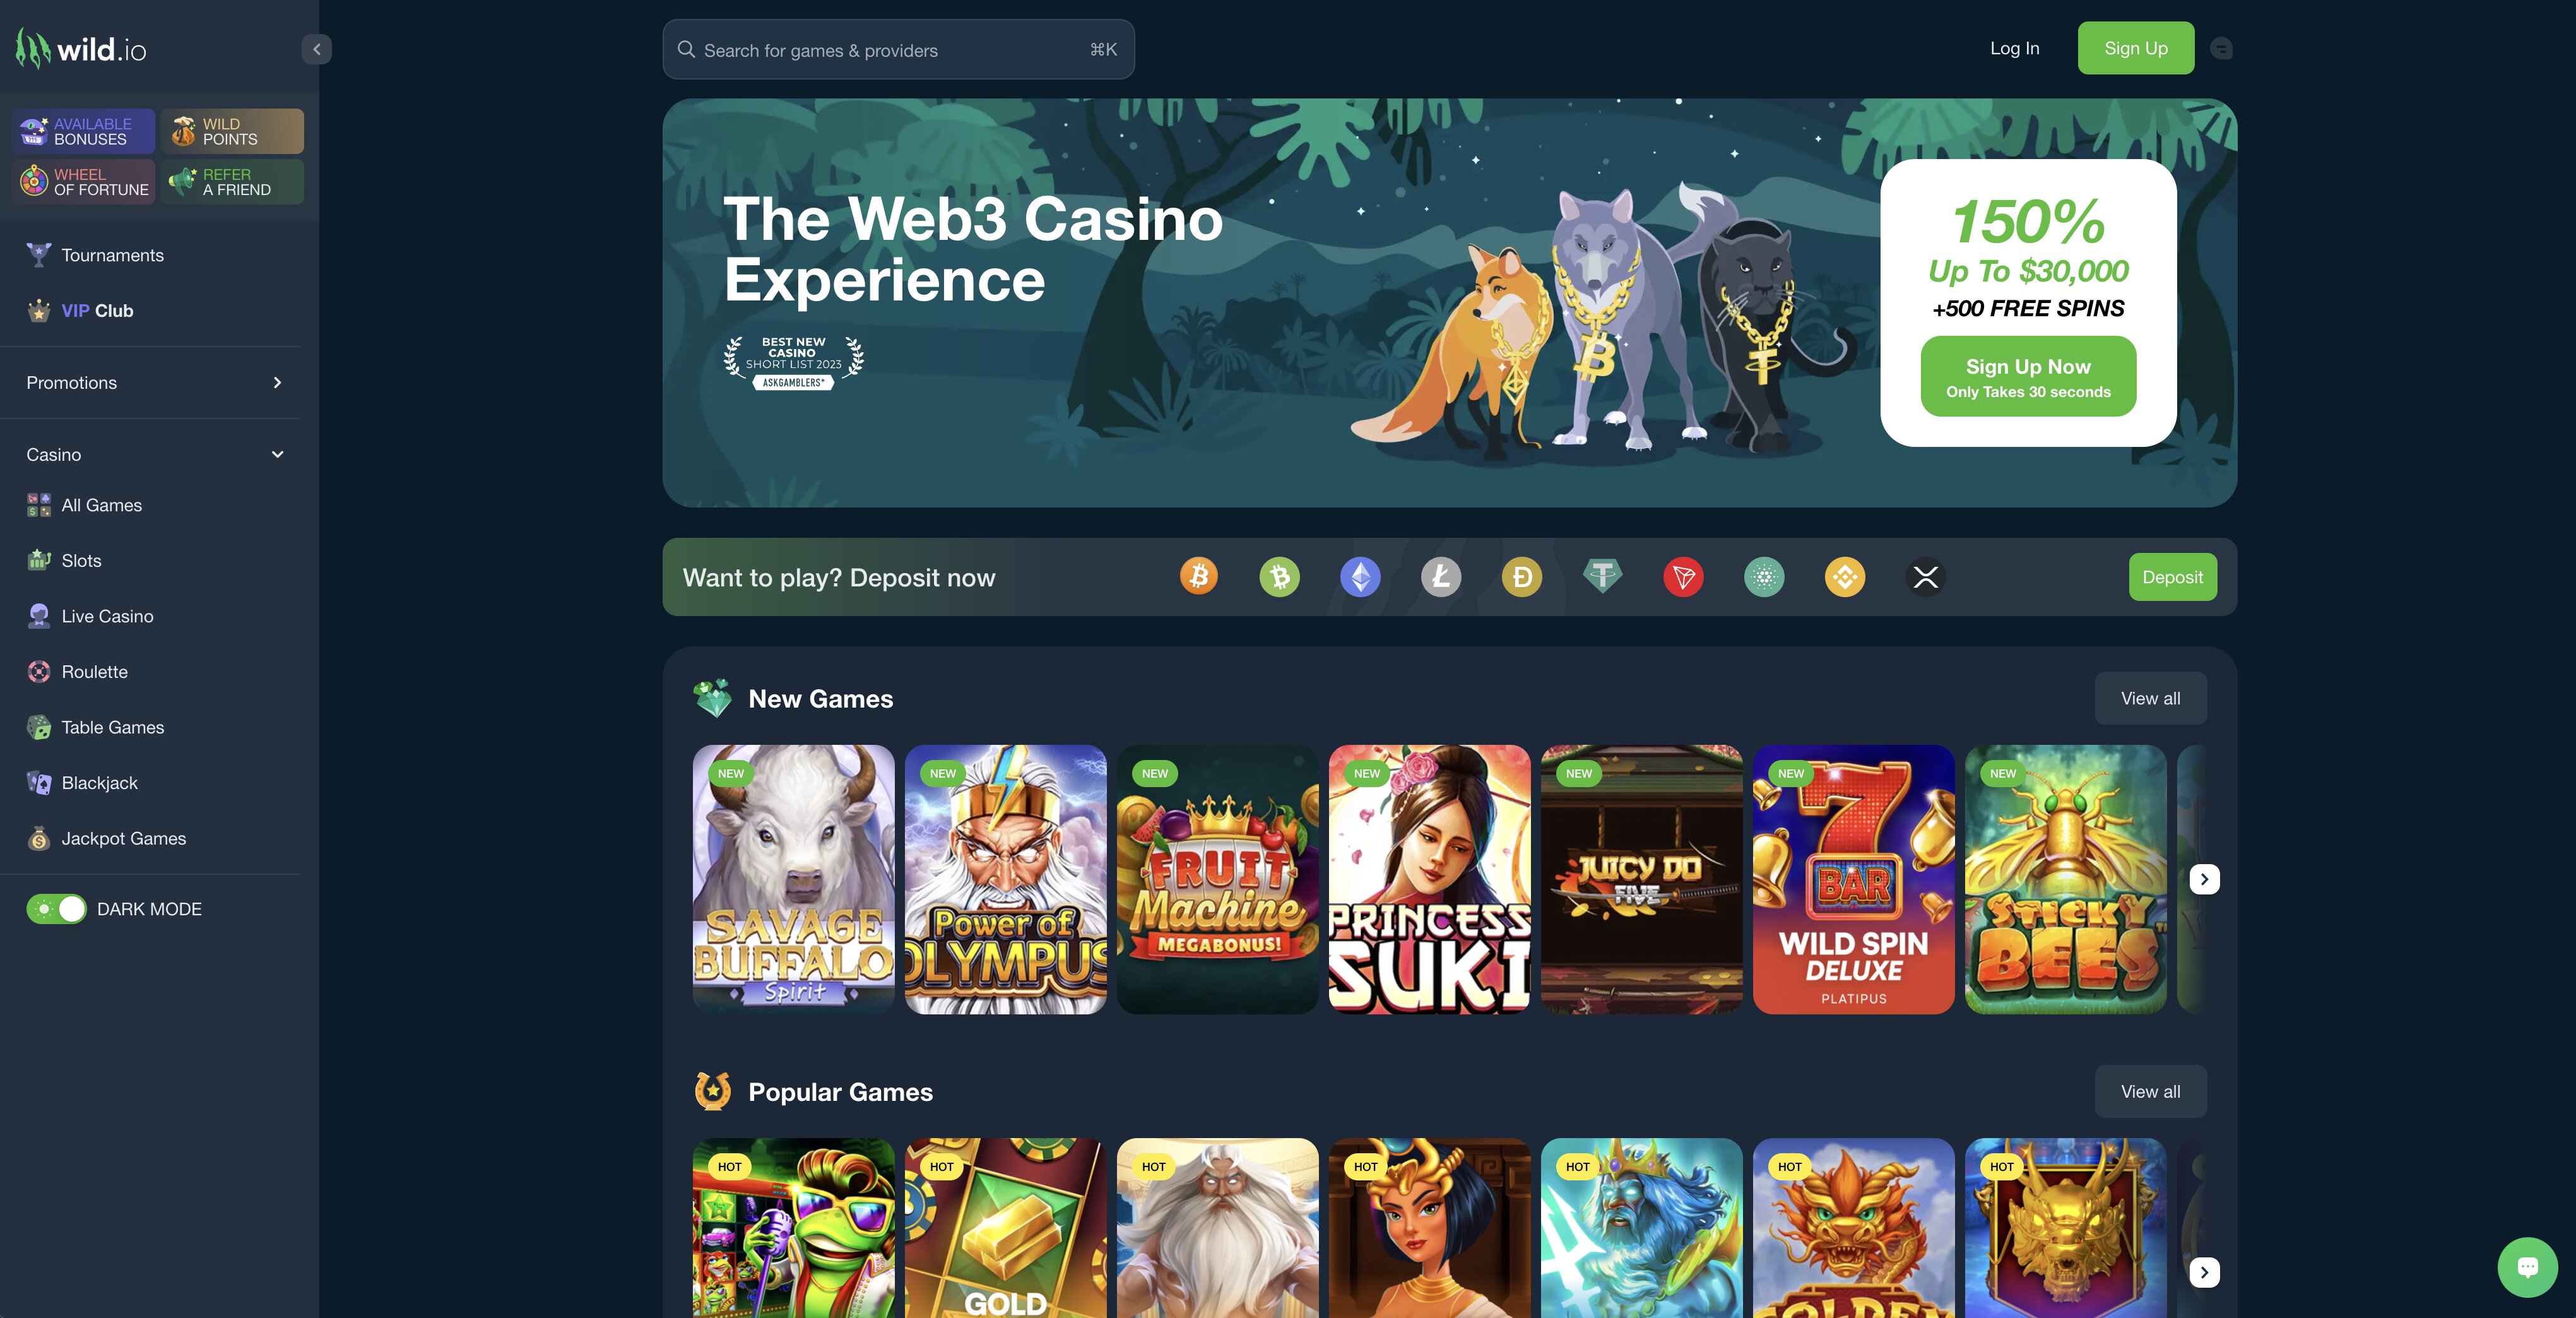 wild.io
Search for games & providers
⌘K
Log In
Sign Up
AVAILABLE
BONUSES
WILD
POINTS
WHEEL
OF FORTUNE
REFER
A FRIEND
Tournaments
VIP Club
Promotions
Casino
All Games
Slots
Live Casino
Roulette
Table Games
Blackjack
Jackpot Games
DARK MODE
The Web3 Casino
Experience
BEST NEW
CASINO
SHORT LIST 2023
ASKGAMBLERS*
150%
Up To $30,000
+500 FREE SPINS
Sign Up Now
Only Takes 30 seconds
Want to play? Deposit now
Deposit
New Games
View all
NEW
SAVAGE
BUFFALO
Spirit
NEW
Power of
OLYMPUS
NEW
FRUIT
Machine
MEGABONUS!
NEW
PRINCESS
SUKI
NEW
JUICY DO
FIVE
NEW
BAR
WILD SPIN
DELUXE
PLATIPUS
NEW
STICKY
BEES
Popular Games
View all
HOT
HOT
GOLD
HOT
HOT
HOT
HOT
GOLDEN
HOT